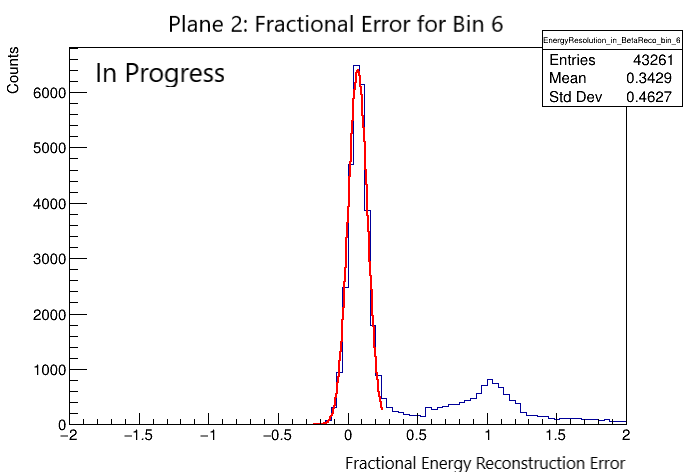 Plane 2: Fractional Error for Bin 6
EnergyResolution_in_BetaReco_bin_6
Entries 43261
Mean 0.3429
Std Dev 0.4627
Counts
In Progress
6000
5000
4000
3000
2000
1000
0
−2 −1.5 −1 −0.5 0 0.5 1 1.5 2
Fractional Energy Reconstruction Error